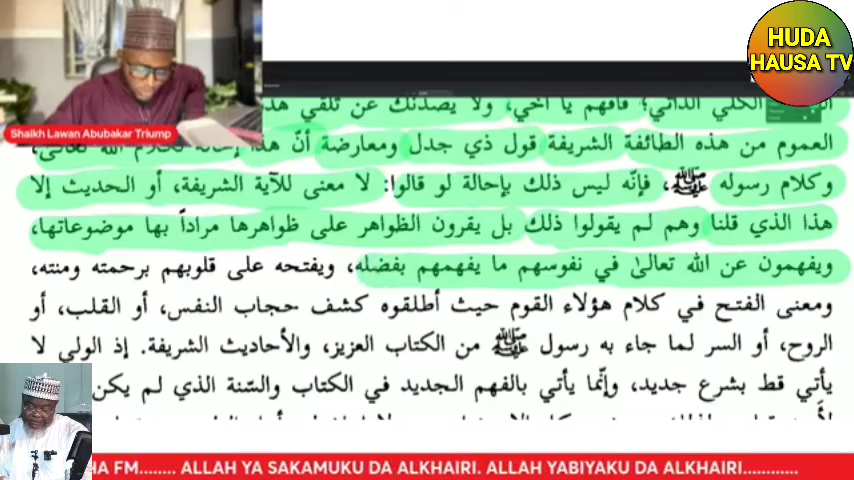 HUDA
HAUSA TV
Shaikh Lawan Abubakar Triump
الكلي الذاتي؛ فافهم يا أخي، ولا يصدنك عن تلقي
العموم من هذه الطائفة الشريفة قول ذي جدل ومعارضة أنّ هذا إحالة لكلام الله تعالى،
وكلام رسوله ﷺ، فإنّه ليس ذلك بإحالة لو قالوا: لا معنى للآية الشريفة، أو الحديث إلا
هذا الذي قلنا وهم لم يقولوا ذلك بل يقرون الظواهر على ظواهرها مراداً بها موضوعاتها،
ويفهمون عن الله تعالىٰ في نفوسهم ما يفهمهم بفضله، ويفتحه على قلوبهم برحمته ومنته،
ومعنى الفتح في كلام هؤلاء القوم حيث أطلقوه كشف حجاب النفس، أو القلب، أو
الروح، أو السر لما جاء به رسول ﷺ من الكتاب العزيز، والأحاديث الشريفة. إذ الولي لا
يأتي قط بشرع جديد، وإنّما يأتي بالفهم الجديد في الكتاب والسّنة الذي لم يكن
HA FM........ ALLAH YA SAKAMUKU DA ALKHAIRI. ALLAH YABIYAKU DA ALKHAIRI............